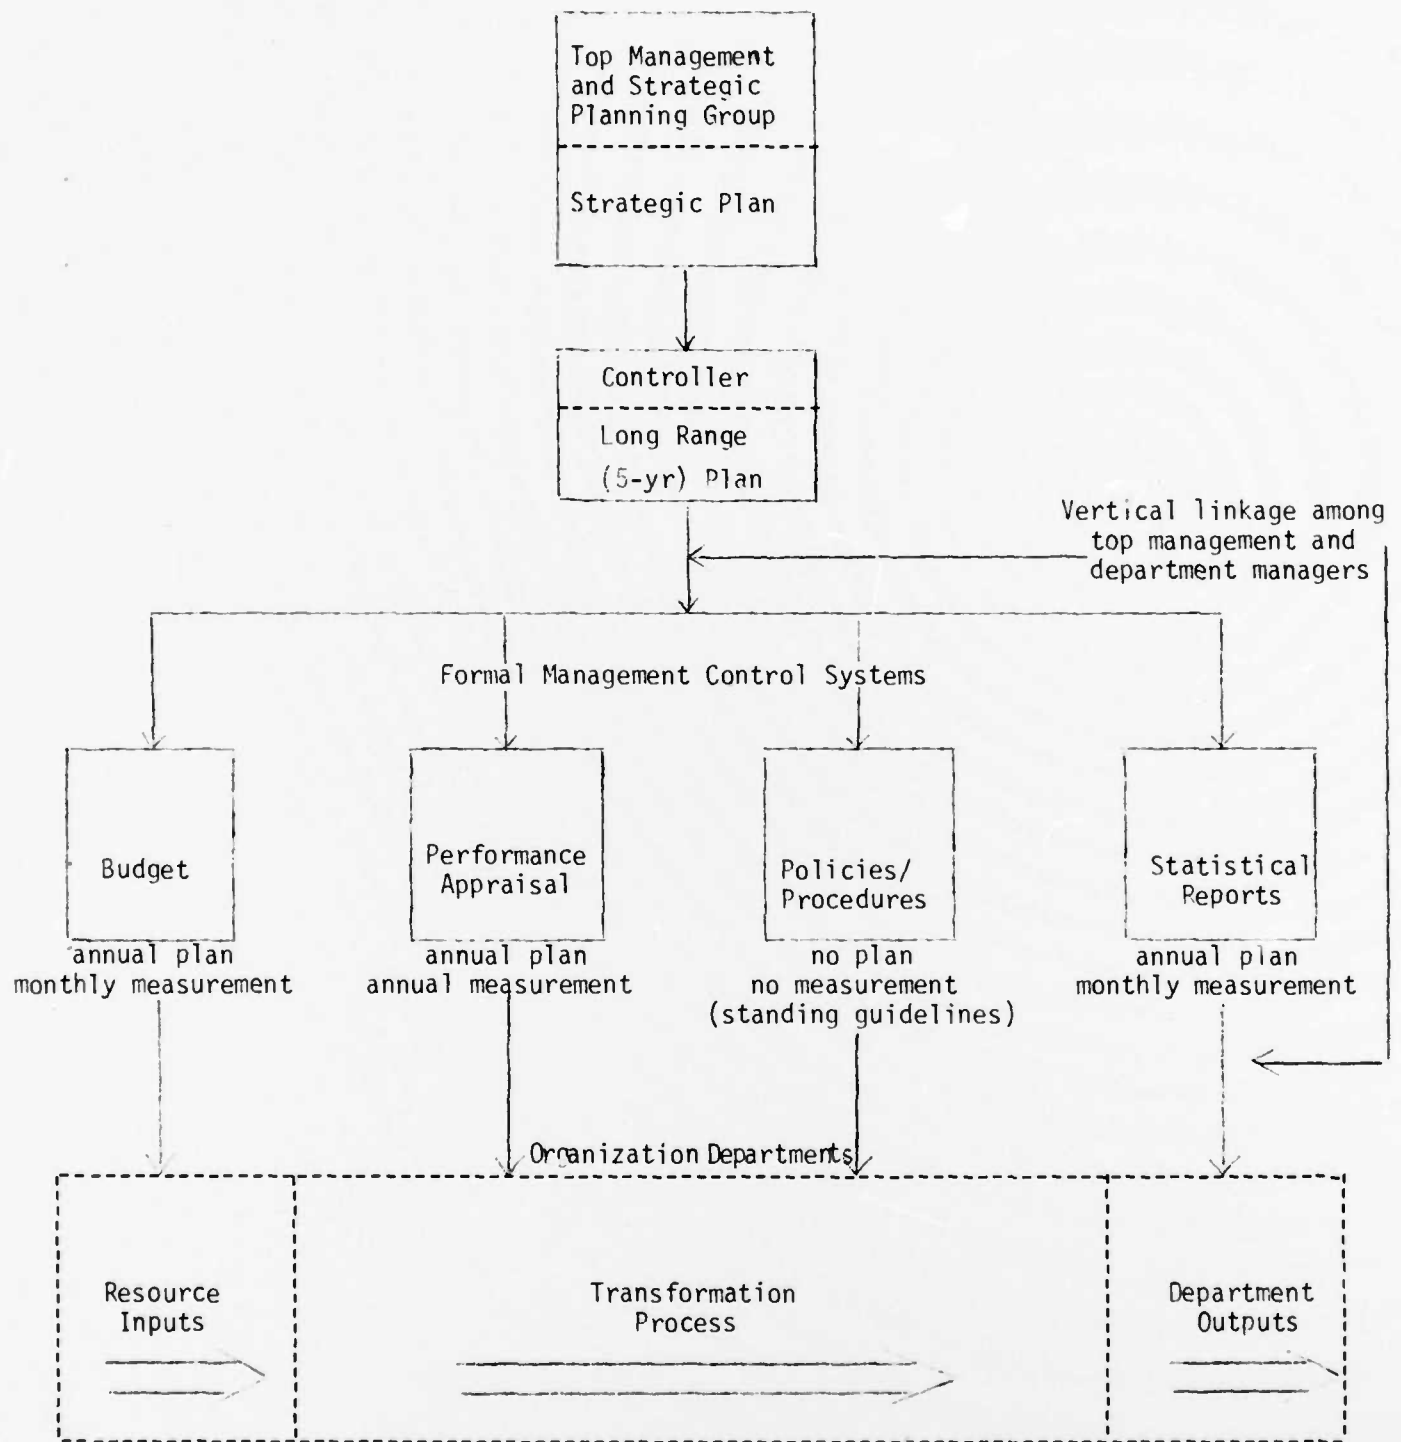 Top Management
and Strategic
Planning Group
Strategic Plan
Controller
Long Range
(5-yr) Plan
Vertical linkage among
top management and
department managers
Formal Management Control Systems
Budget
annual plan
monthly measurement
Performance
Appraisal
annual plan
annual measurement
Policies/
Procedures
no plan
no measurement
(standing guidelines)
Statistical
Reports
annual plan
monthly measurement
Organization Departments
Resource
Inputs
Transformation
Process
Department
Outputs